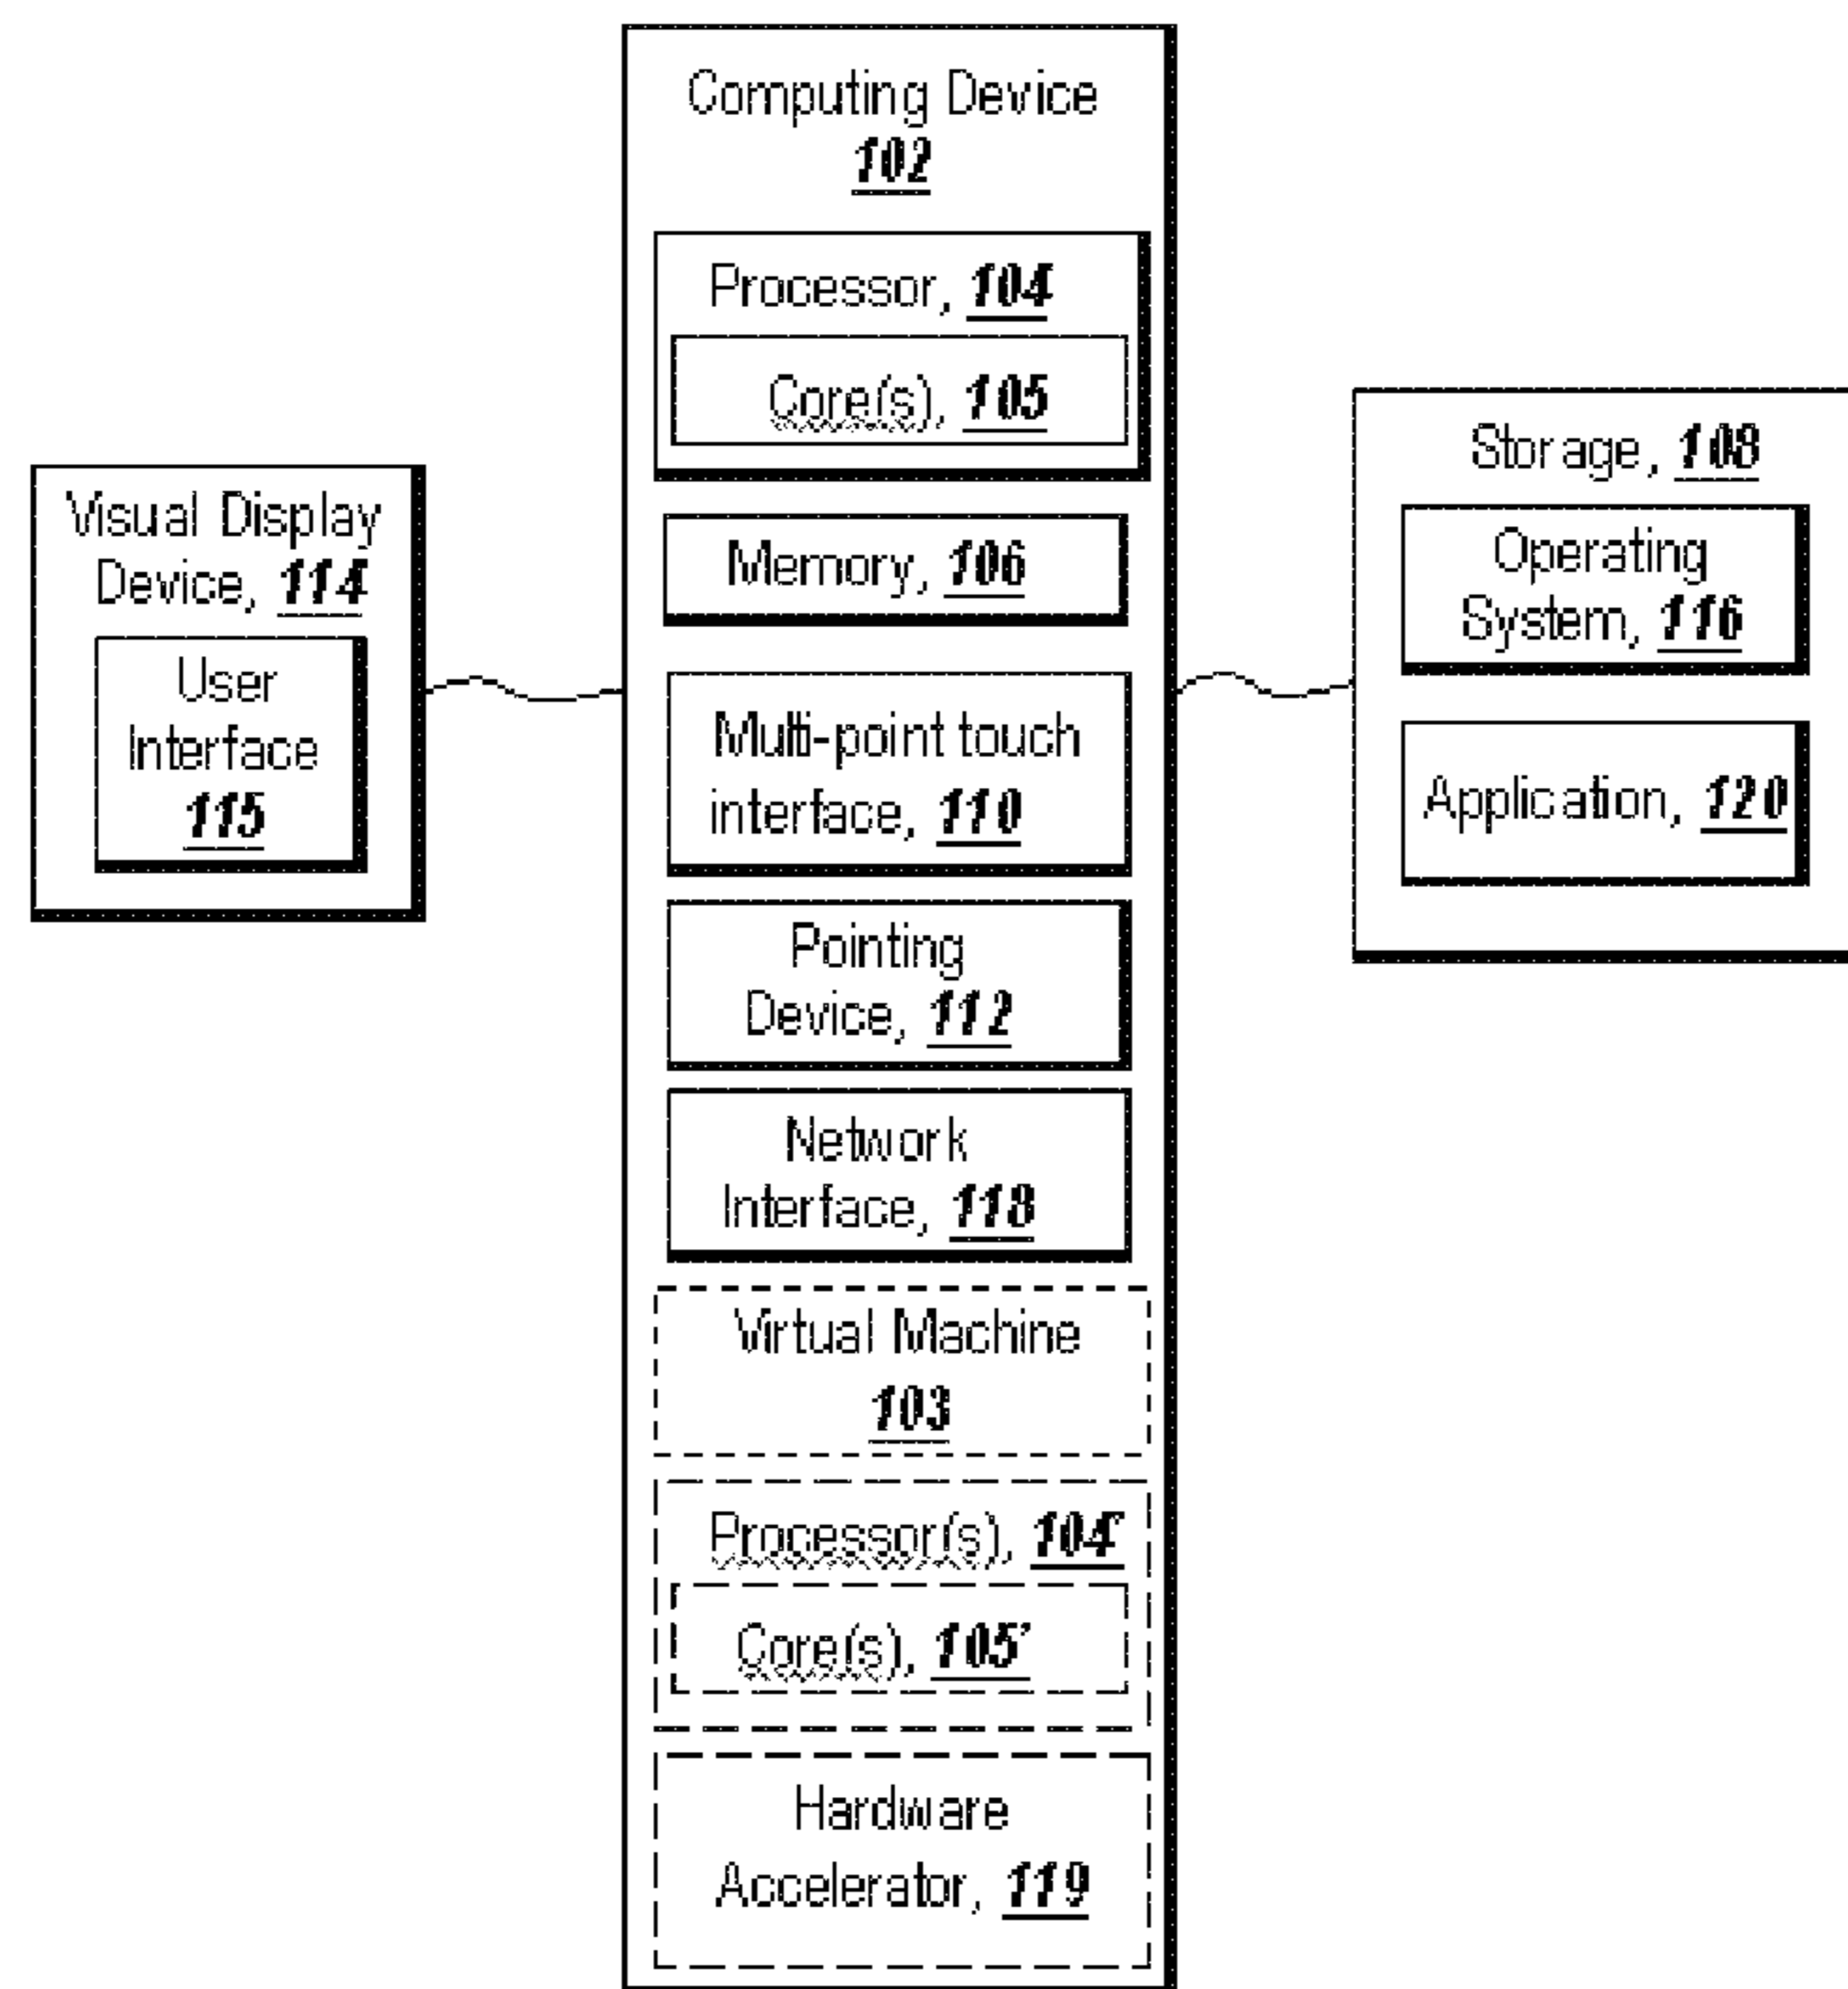 Computing Device
102
Processor, 104
Core(s), 105
Memory, 106
Multi-point touch
interface, 110
Pointing
Device, 112
Network
Interface, 118
Virtual Machine
103
Processor(s), 104'
Core(s), 105'
Hardware
Accelerator, 119
Visual Display
Device, 114
User
Interface
115
Storage, 108
Operating
System, 116
Application, 120